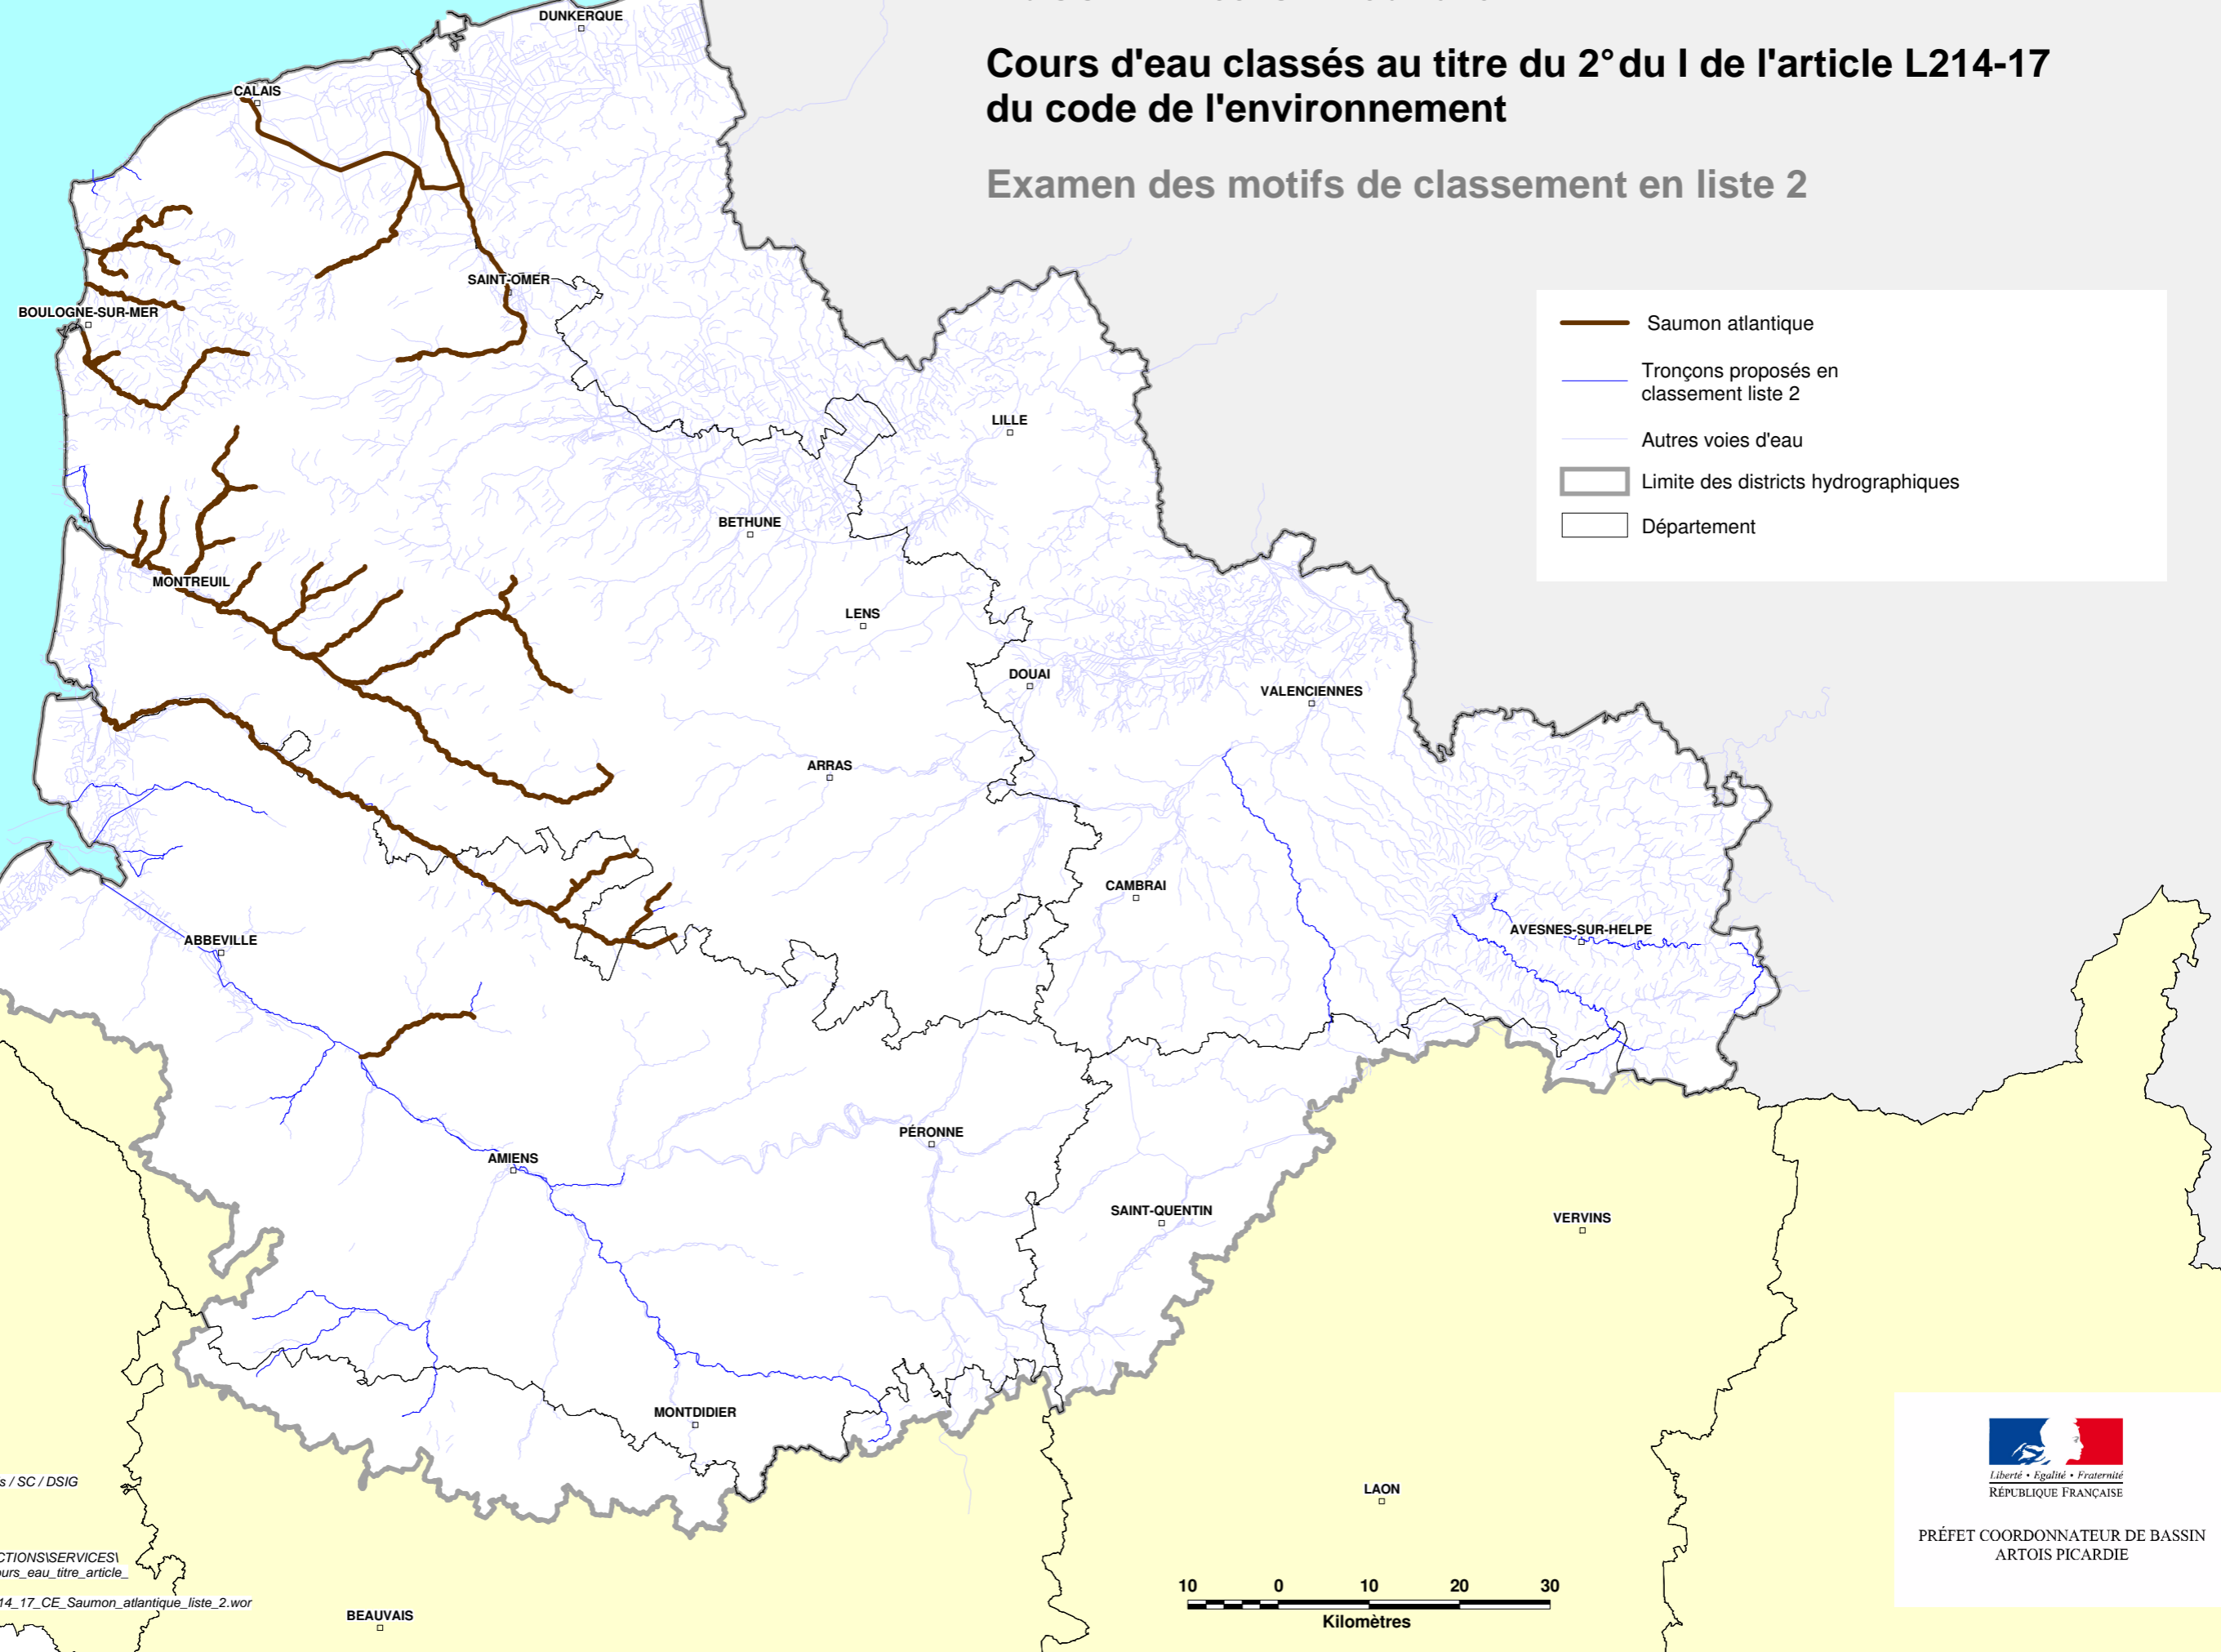 Cours d'eau classés au titre du 2° du I de l'article L214-17
du code de l'environnement
Examen des motifs de classement en liste 2
Saumon atlantique
Tronçons proposés en
classement liste 2
Autres voies d'eau
Limite des districts hydrographiques
Département
DUNKERQUE
CALAIS
SAINT-OMER
BOULOGNE-SUR-MER
LILLE
BETHUNE
MONTREUIL
LENS
DOUAI
VALENCIENNES
ARRAS
CAMBRAI
AVESNES-SUR-HELPE
ABBEVILLE
PÉRONNE
AMIENS
SAINT-QUENTIN
VERVINS
MONTDIDIER
LAON
BEAUVAIS
s / SC / DSIG
CTIONS\SERVICES\
ours_eau_titre_article_
14_17_CE_Saumon_atlantique_liste_2.wor
10 0 10 20 30
Kilomètres
Liberté • Egalité • Fraternité
RÉPUBLIQUE FRANÇAISE
PRÉFET COORDONNATEUR DE BASSIN
ARTOIS PICARDIE